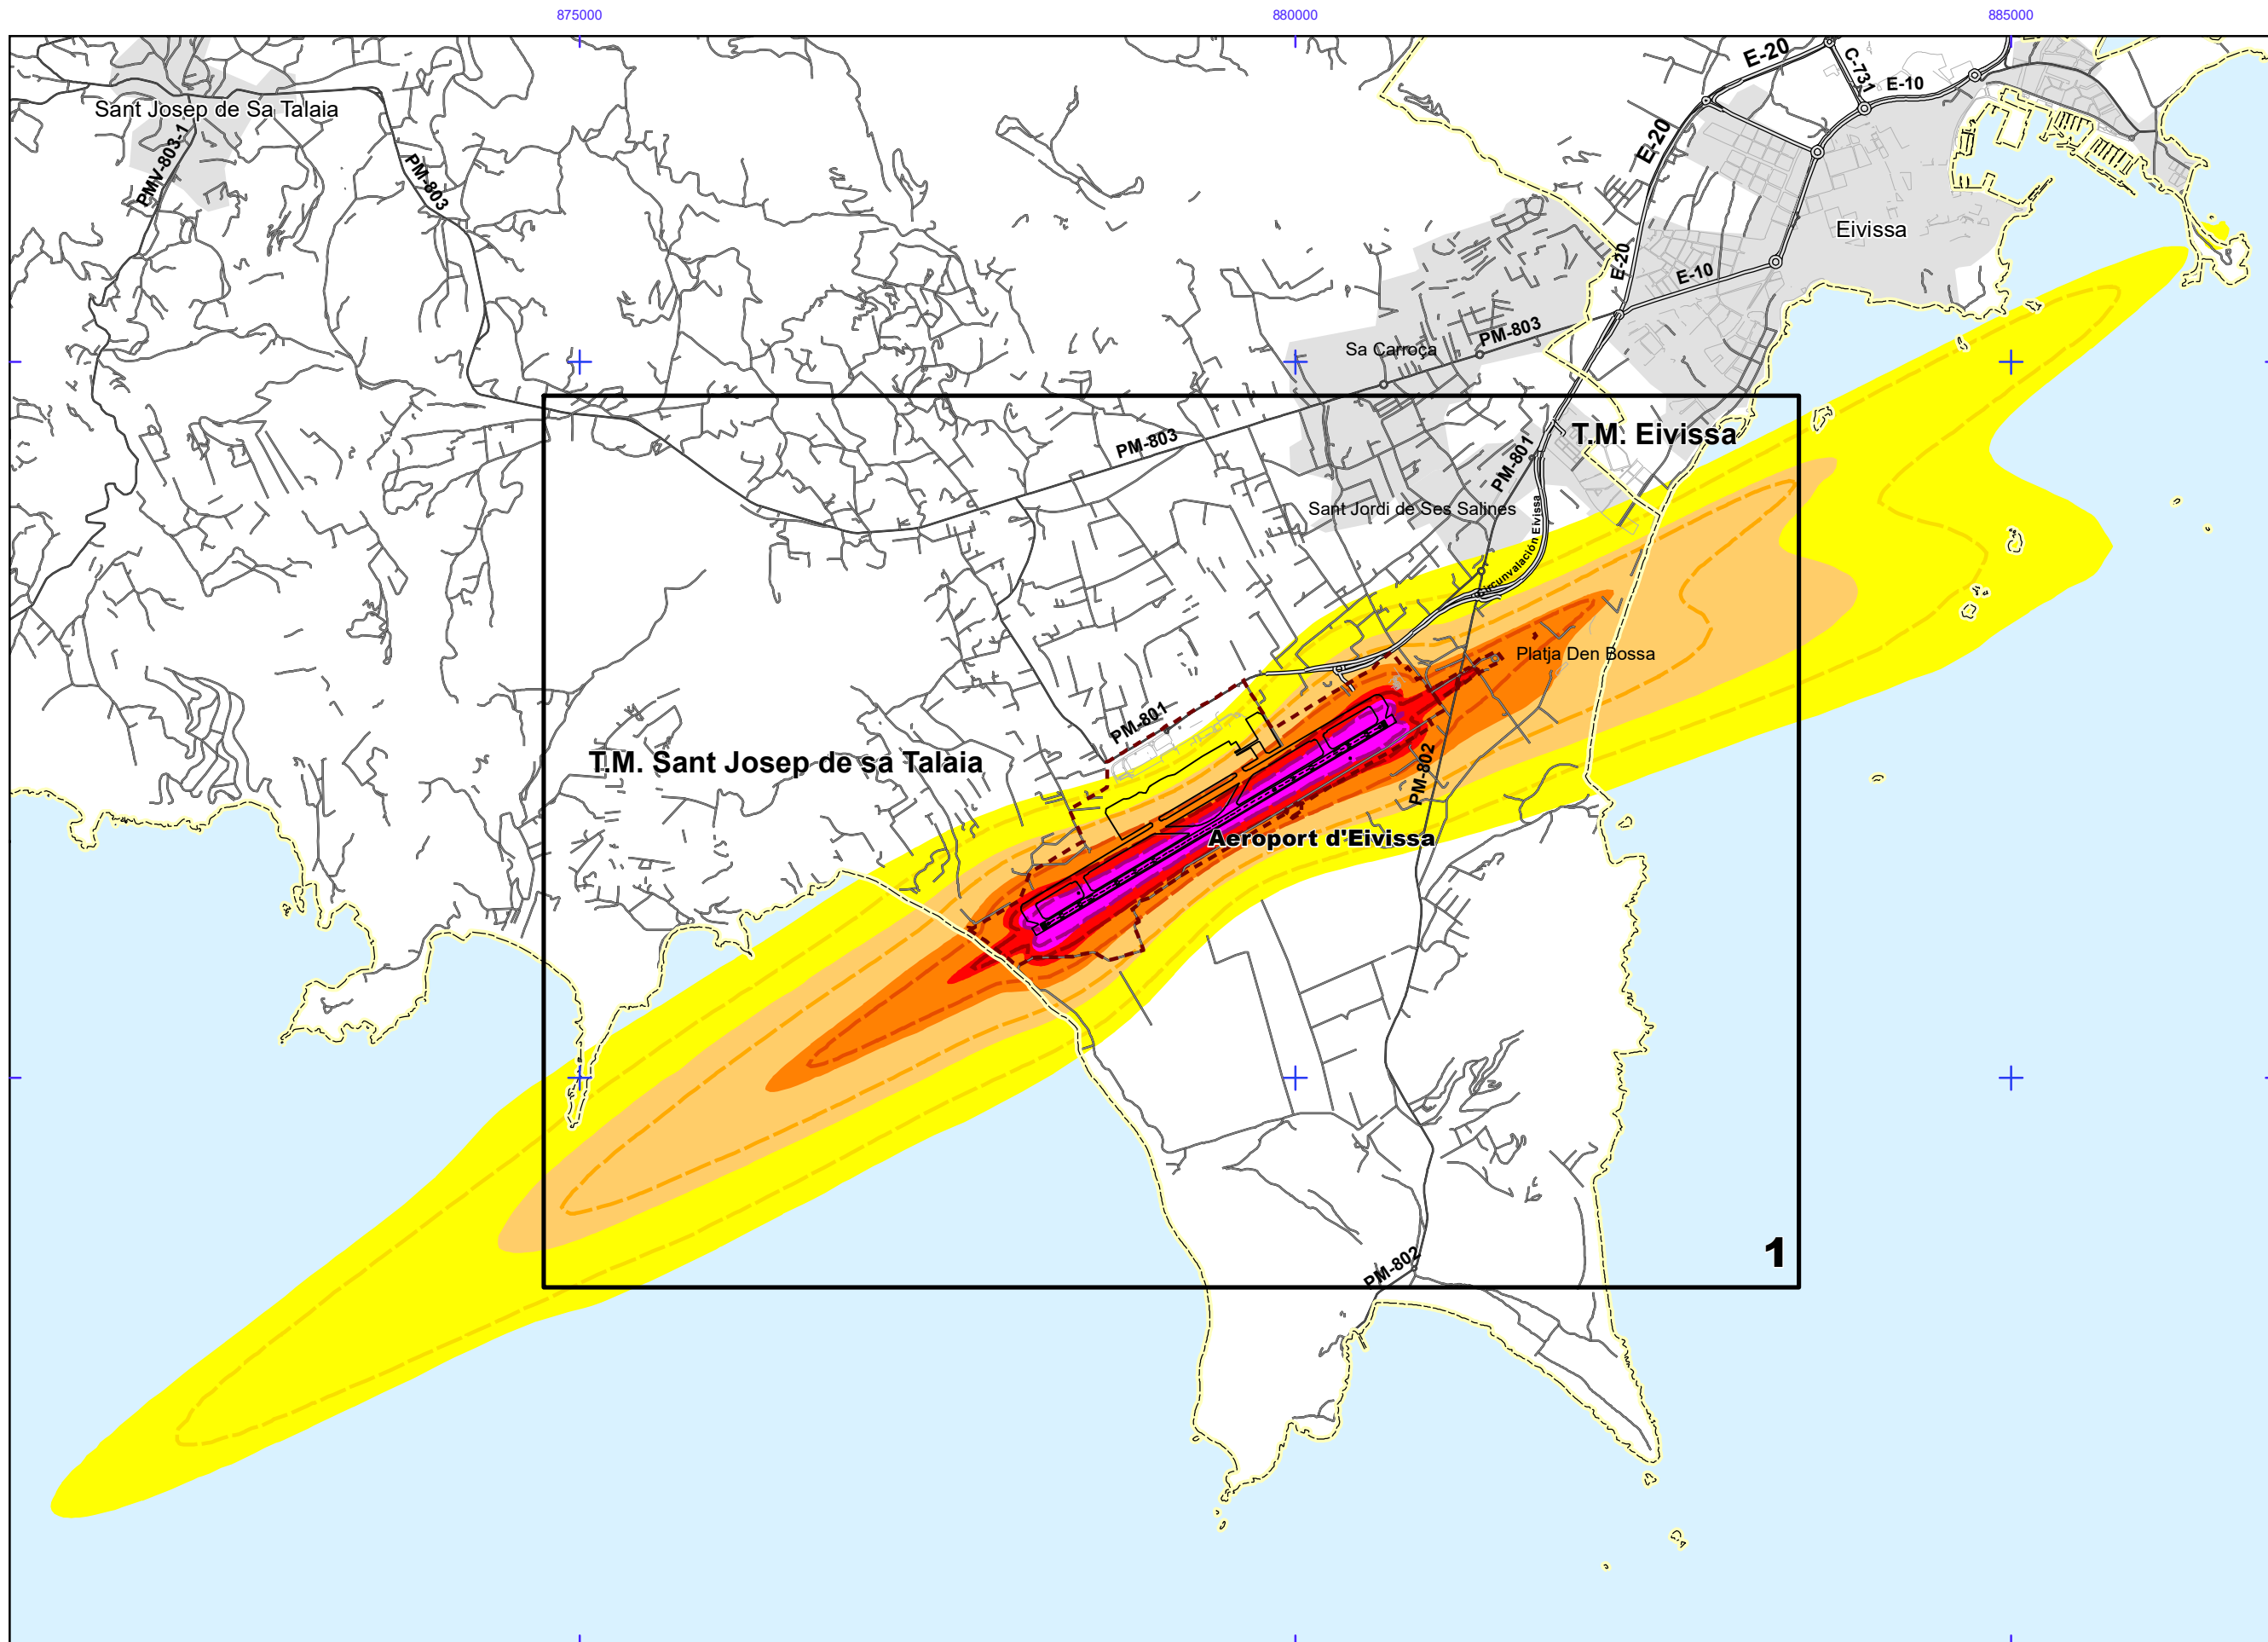 875000
880000
885000
E-20
C-731
E-10
Sant Josep de Sa Talaia
PMV-803-1
PM-803
E-20
Eivissa
E-20
E-10
PM-803
Sa Carroça
T.M. Eivissa
PM-803
PM-801
Sant Jordi de Ses Salines
Circunvalación Eivissa
Platja Den Bossa
PM-801
T.M. Sant Josep de sa Talaia
PM-802
Aeroport d'Eivissa
1
PM-802